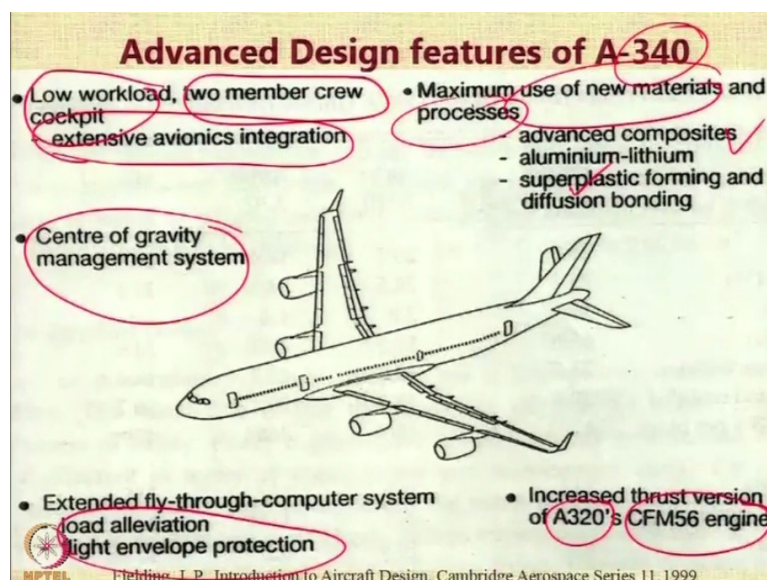 Advanced Design features of A-340
• Low workload, two member crew
cockpit
- extensive avionics integration
• Centre of gravity
management system
• Maximum use of new materials and
processes
- advanced composites
- aluminium-lithium
- superplastic forming and
diffusion bonding
• Extended fly-through-computer system
load alleviation
flight envelope protection
• Increased thrust version
of A320's CFM56 engine
NPTEL
Fielding, J. P., Introduction to Aircraft Design, Cambridge Aerospace Series 11, 1999